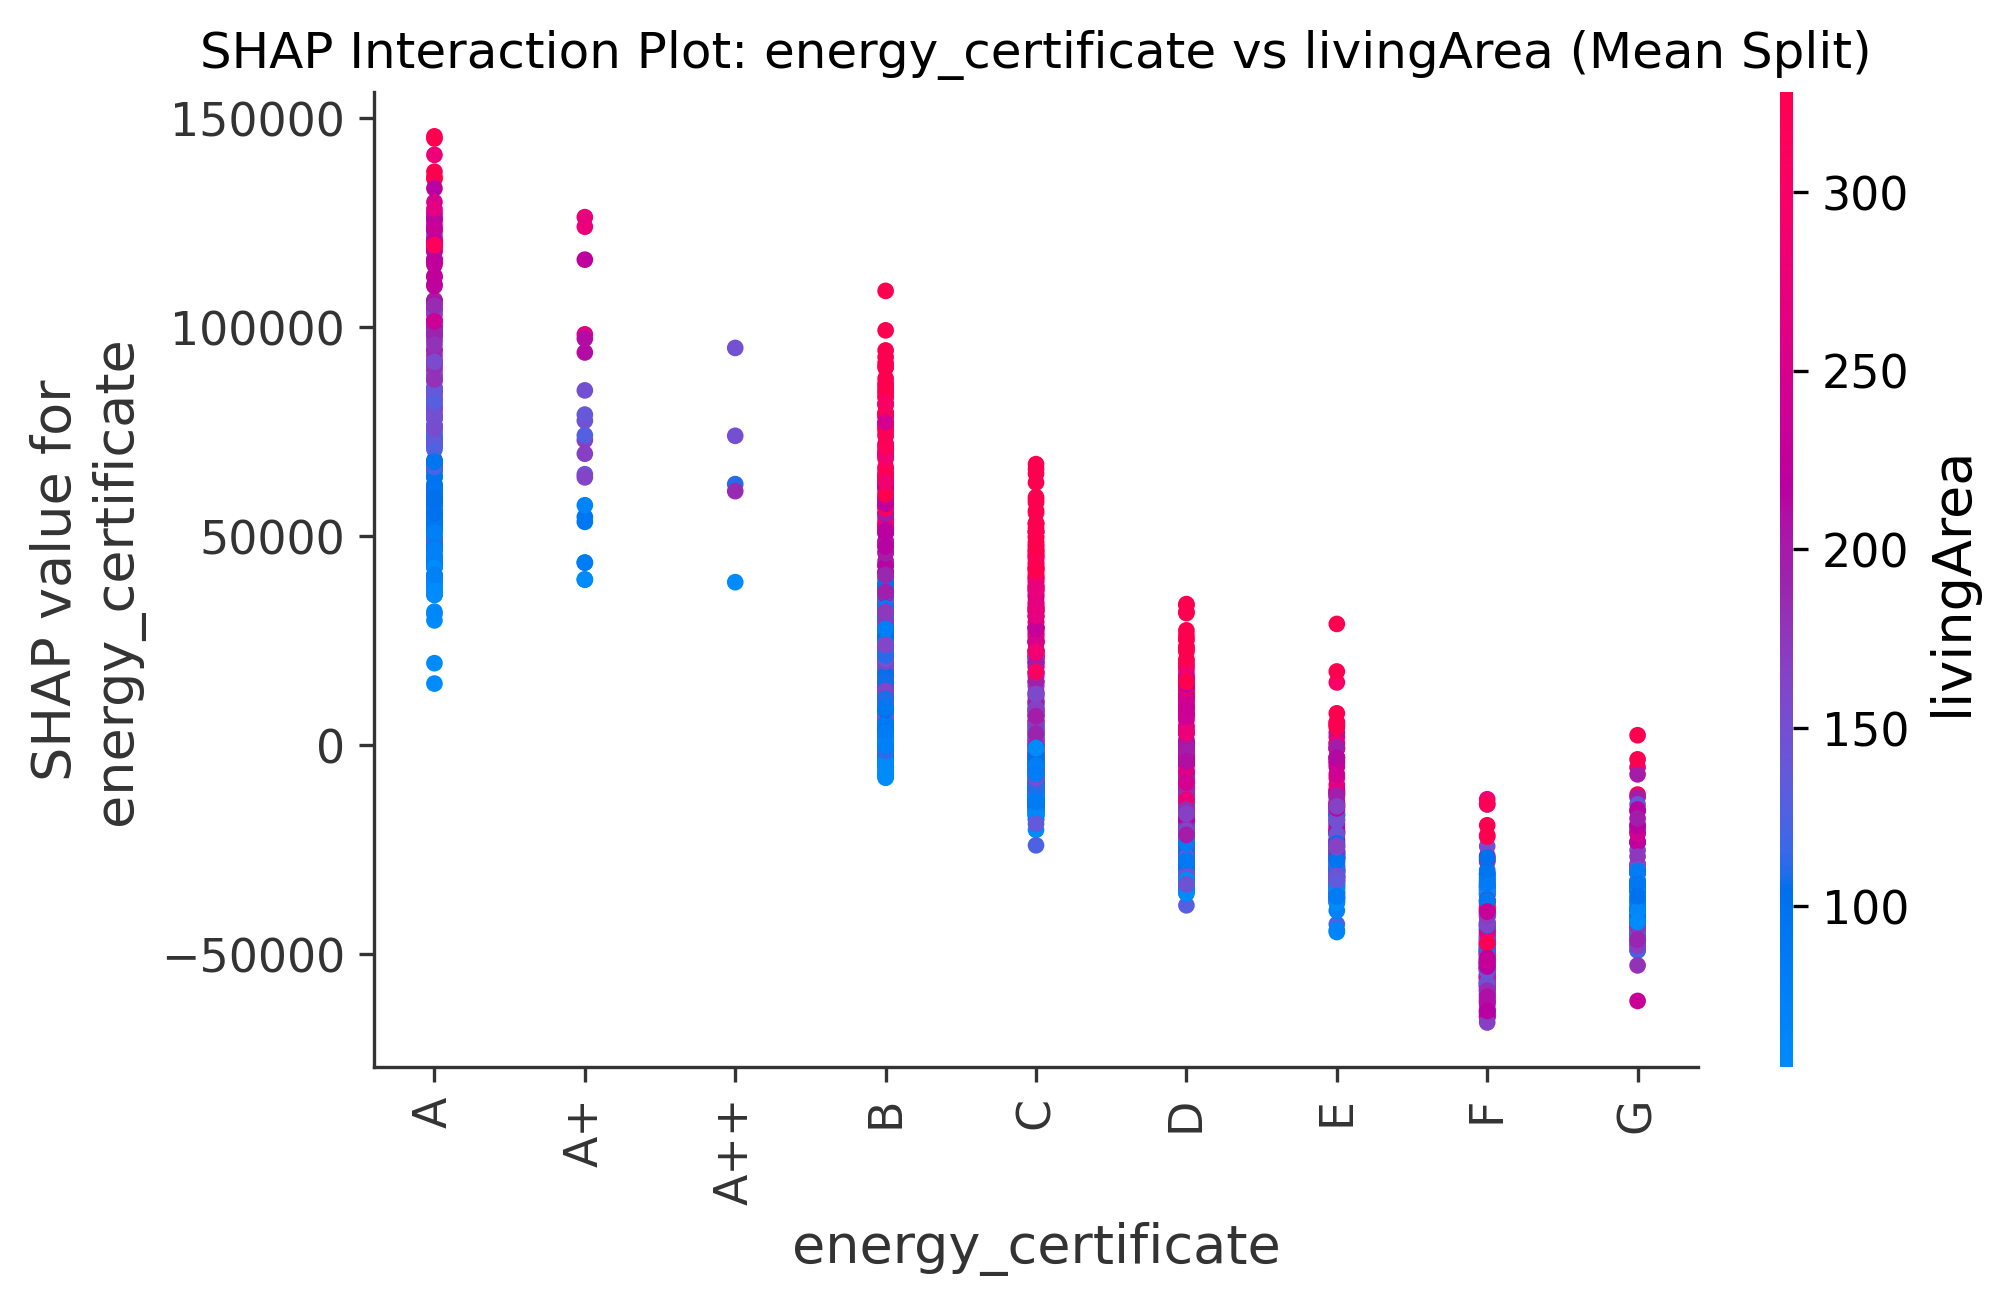 SHAP Interaction Plot: energy_certificate vs livingArea (Mean Split)
150000
100000
50000
0
−50000
SHAP value for
energy_certificate
A
A+
A++
B
C
D
E
F
G
energy_certificate
300
250
200
150
100
livingArea